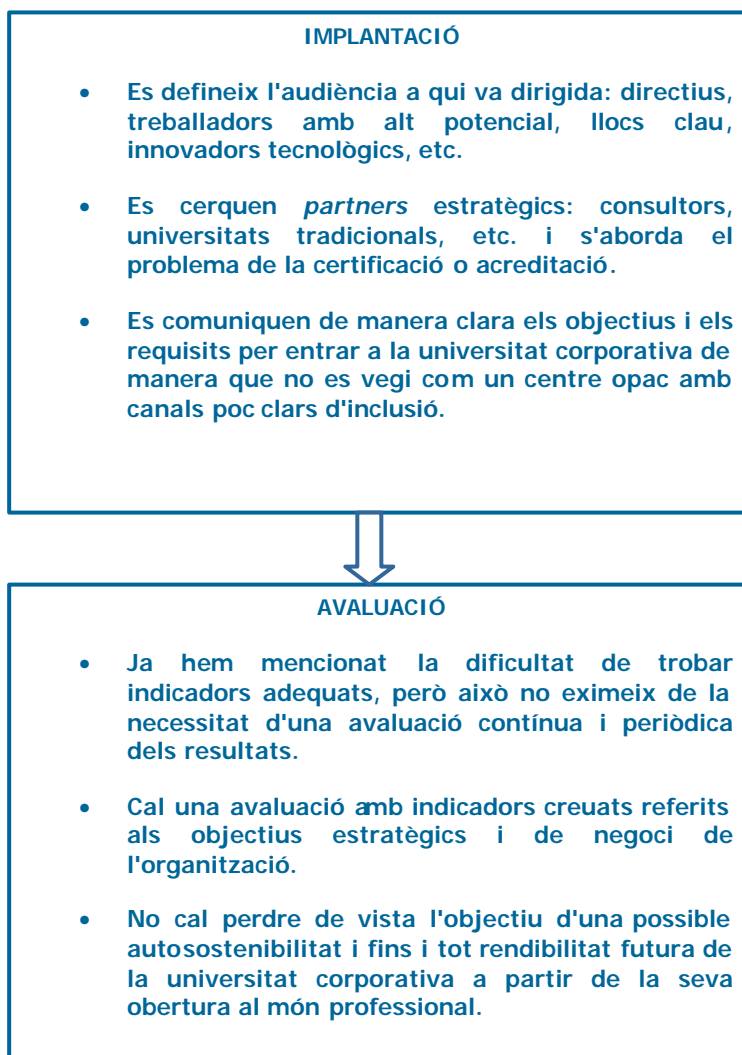 IMPLANTACIÓ
• Es defineix l'audiència a qui va dirigida: directius,
treballadors amb alt potencial, llocs clau,
innovadors tecnològics, etc.
• Es cerquen partners estratègics: consultors,
universitats tradicionals, etc. i s'aborda el
problema de la certificació o acreditació.
• Es comuniquen de manera clara els objectius i els
requisits per entrar a la universitat corporativa de
manera que no es vegi com un centre opac amb
canals poc clars d'inclusió.
AVALUACIÓ
• Ja hem mencionat la dificultat de trobar
indicadors adequats, però això no eximeix de la
necessitat d'una avaluació contínua i periòdica
dels resultats.
• Cal una avaluació amb indicadors creuats referits
als objectius estratègics i de negoci de
l'organització.
• No cal perdre de vista l'objectiu d'una possible
autosostenibilitat i fins i tot rendibilitat futura de
la universitat corporativa a partir de la seva
obertura al món professional.